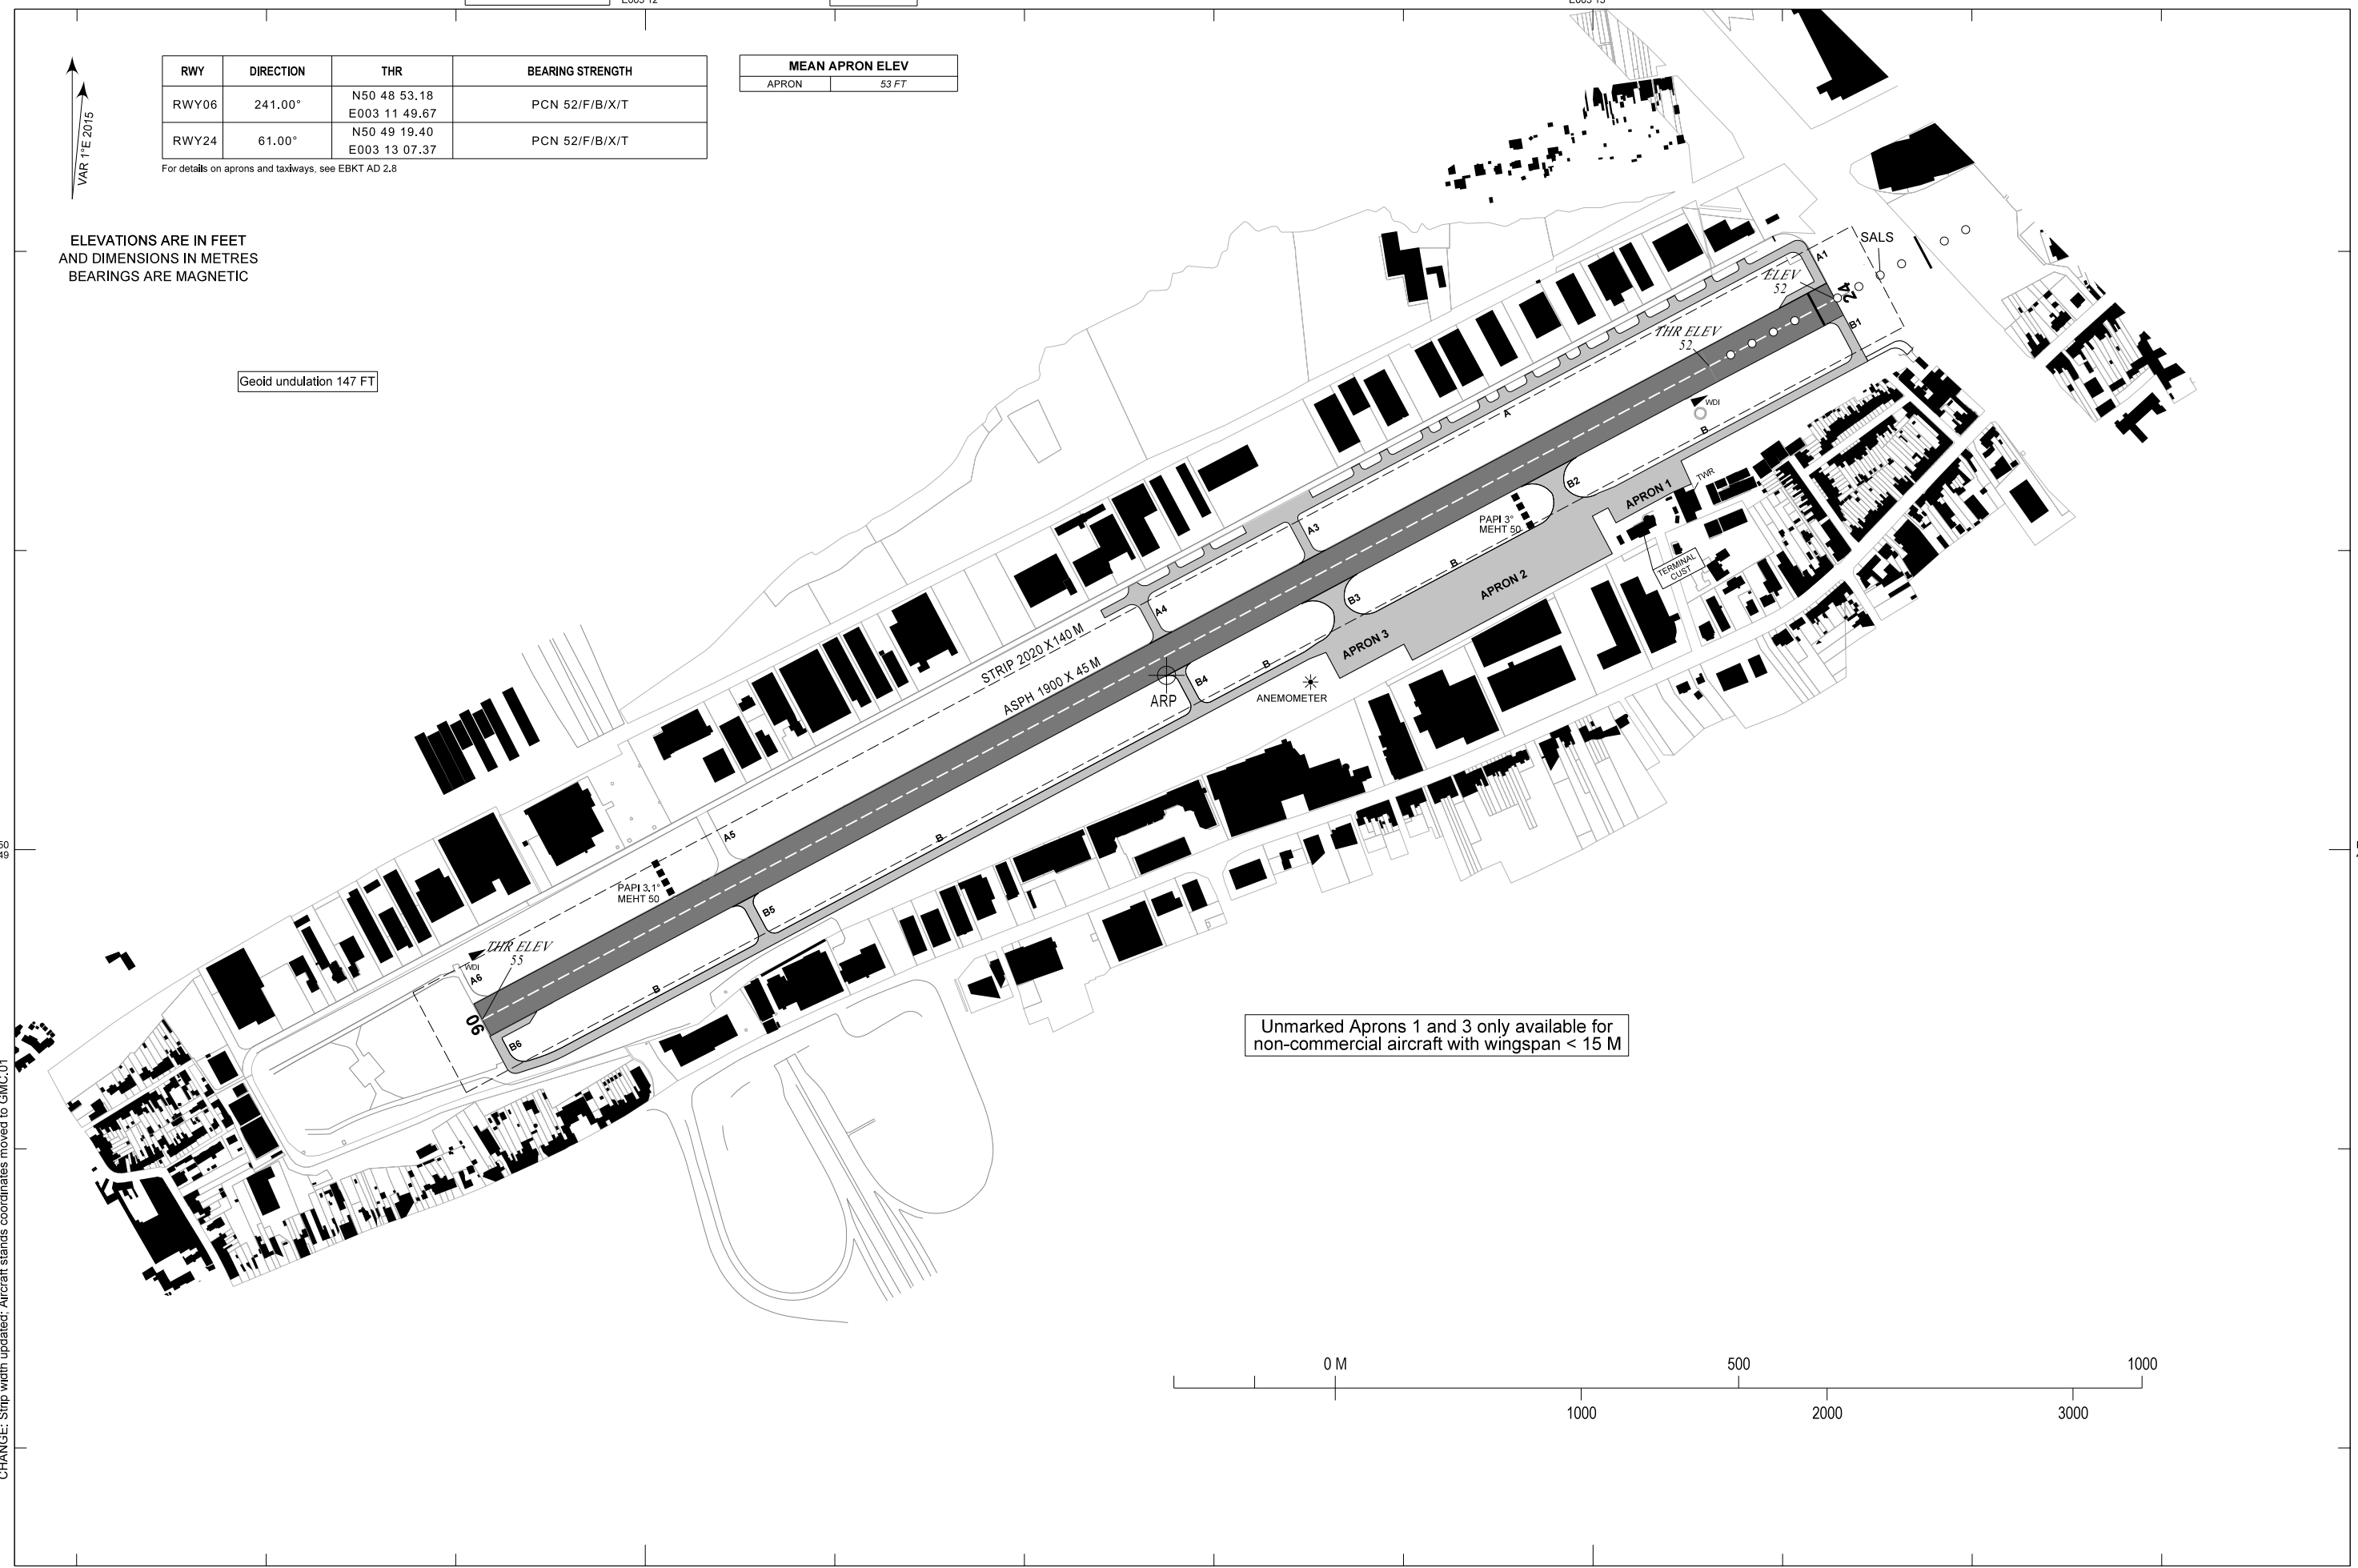 RWY DIRECTION THR BEARING STRENGTH
RWY06 241.00° N50 48 53.18 E003 11 49.67 PCN 52/F/B/X/T
RWY24 61.00° N50 49 19.40 E003 13 07.37 PCN 52/F/B/X/T
For details on aprons and taxiways, see EBKT AD 2.8
MEAN APRON ELEV
APRON 53 FT
VAR 1°E 2015
ELEVATIONS ARE IN FEET
AND DIMENSIONS IN METRES
BEARINGS ARE MAGNETIC
Geoid undulation 147 FT
SALS
A1
ELEV
52
24
B1
THR ELEV
52
WDI
A
B
TWR
B2
APRON 1
PAPI 3°
MEHT 50
A3
B
TERMINAL
CUST
APRON 2
B3
A4
APRON 3
STRIP 2020 X 140 M
ASPH 1900 X 45 M
B
B4
ARP
ANEMOMETER
A5
B
PAPI 3.1°
MEHT 50
B5
THR ELEV
55
WDI
A6
B
06
B6
Unmarked Aprons 1 and 3 only available for
non-commercial aircraft with wingspan < 15 M
0 M 500 1000
1000 2000 3000
CHANGE: Strip width updated; Aircraft stands coordinates moved to GMC.01